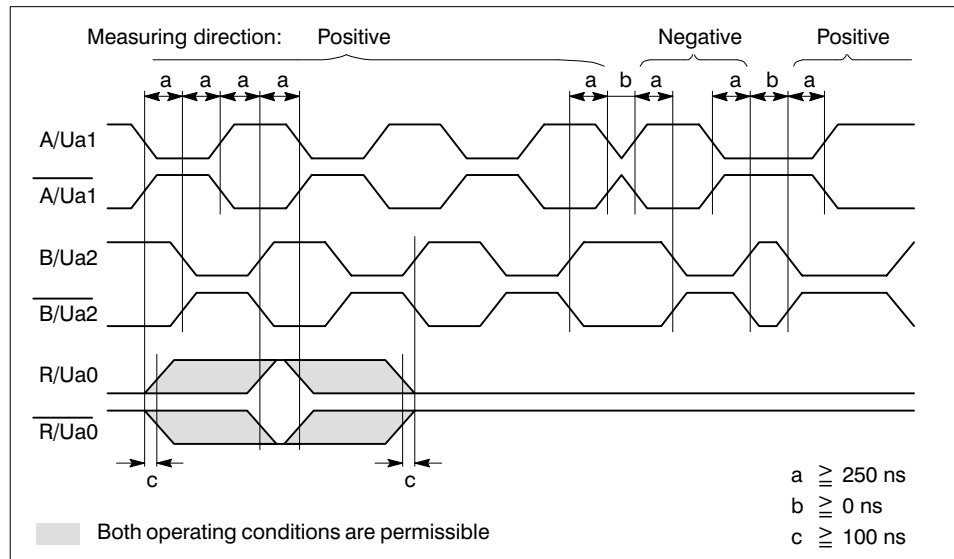 Measuring direction: Positive Negative Positive
a a a a a b a a b a
A/Ua1
A/Ua1
B/Ua2
B/Ua2
R/Ua0
R/Ua0
c c
a ≧ 250 ns
b ≧ 0 ns
c ≧ 100 ns
Both operating conditions are permissible